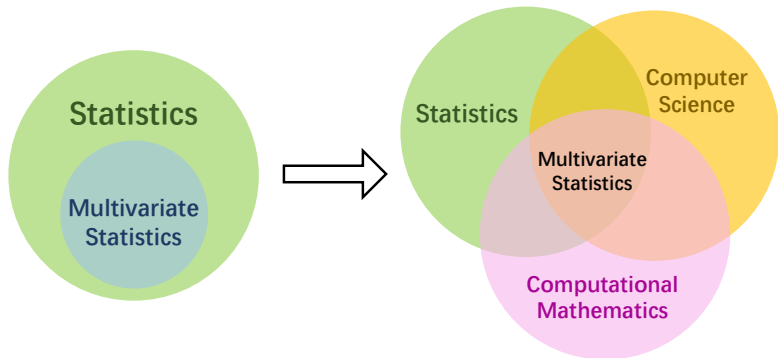 Statistics
Multivariate
Statistics
Statistics
Computer
Science
Multivariate
Statistics
Computational
Mathematics